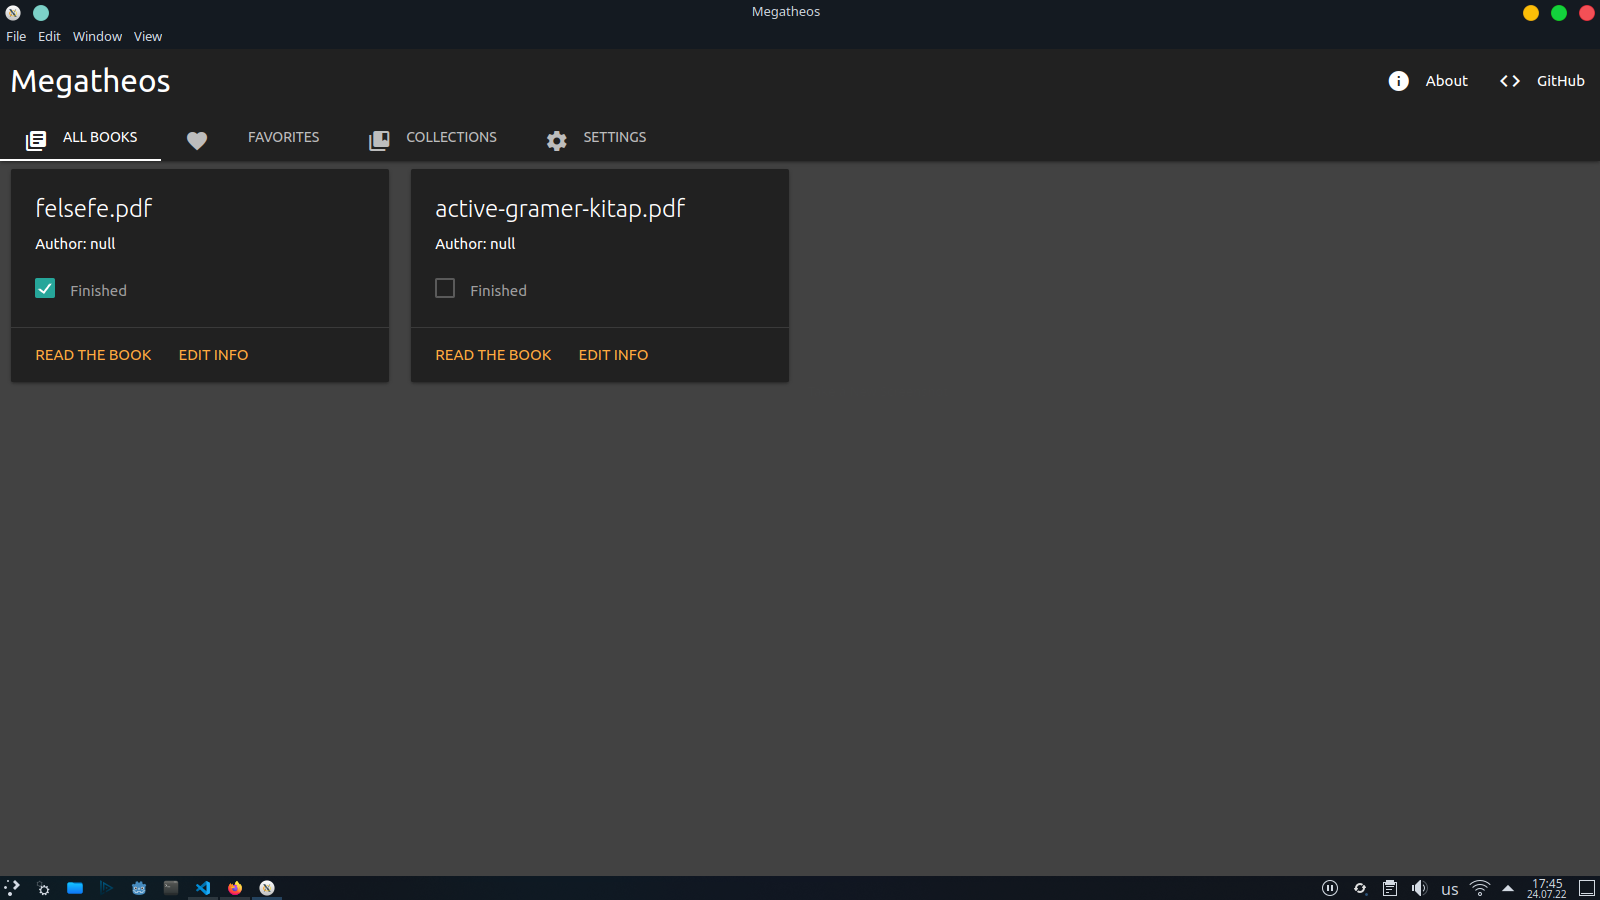 Megatheos
File Edit Window View
Megatheos
About GitHub
ALL BOOKS FAVORITES COLLECTIONS SETTINGS
felsefe.pdf
Author: null
Finished
READ THE BOOK EDIT INFO
active-gramer-kitap.pdf
Author: null
Finished
READ THE BOOK EDIT INFO
us
17:45
24.07.22